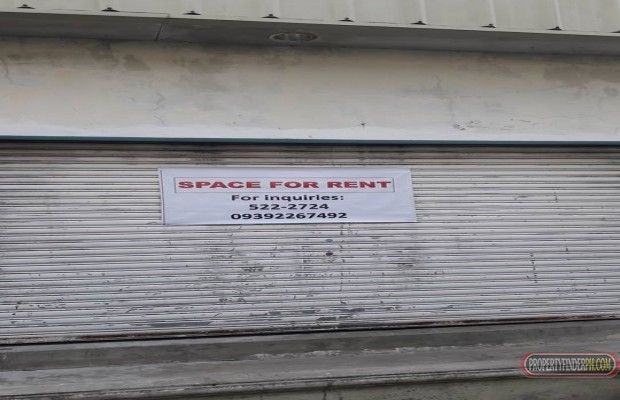 SPACE FOR RENT
For inquiries:
522-2724
09392267492
PROPERTYFINDERPH.COM